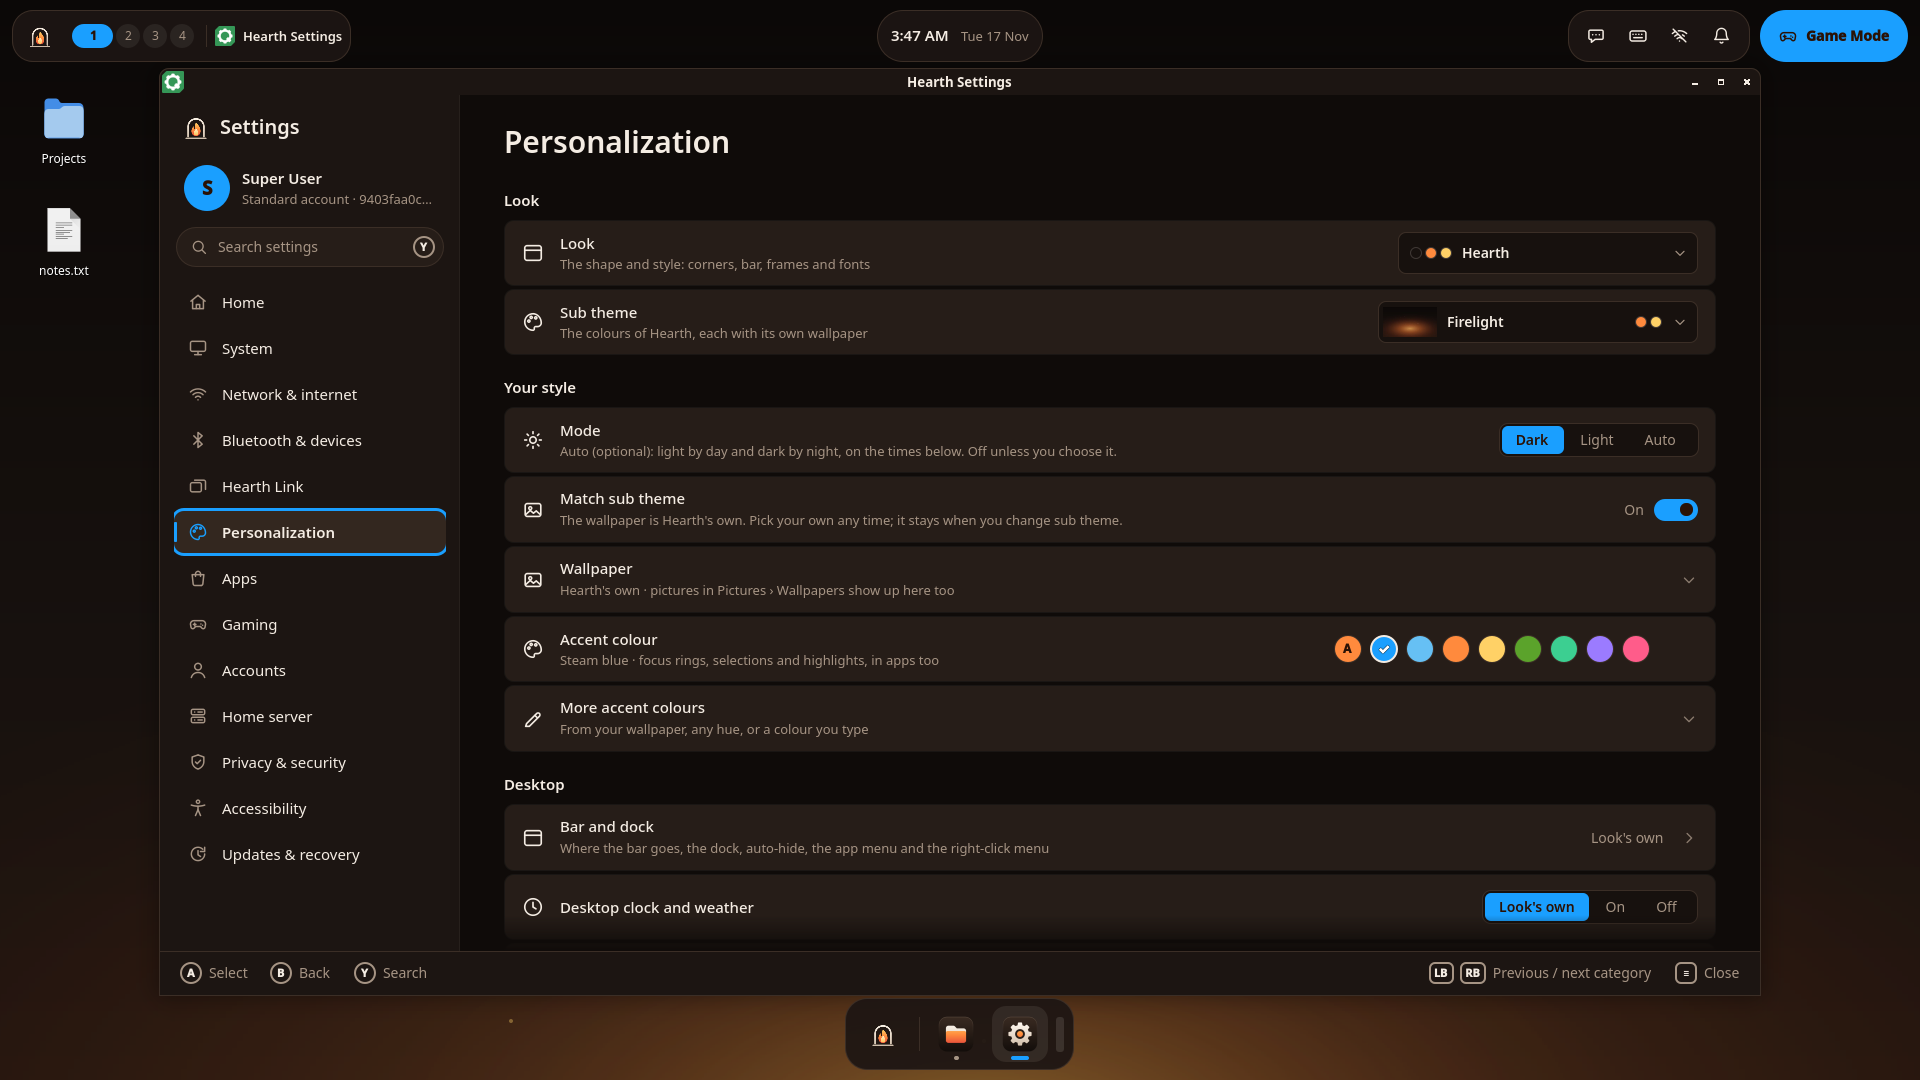 1 2 3 4 Hearth Settings
3:47 AM Tue 17 Nov
Game Mode
Hearth Settings
Projects
notes.txt
Settings
S
Super User
Standard account · 9403faa0c...
Search settings Y
Home
System
Network & internet
Bluetooth & devices
Hearth Link
Personalization
Apps
Gaming
Accounts
Home server
Privacy & security
Accessibility
Updates & recovery
Personalization
Look
Look
The shape and style: corners, bar, frames and fonts
Hearth
Sub theme
The colours of Hearth, each with its own wallpaper
Firelight
Your style
Mode
Auto (optional): light by day and dark by night, on the times below. Off unless you choose it.
Dark Light Auto
Match sub theme
The wallpaper is Hearth's own. Pick your own any time; it stays when you change sub theme.
On
Wallpaper
Hearth's own · pictures in Pictures › Wallpapers show up here too
Accent colour
Steam blue · focus rings, selections and highlights, in apps too
A
More accent colours
From your wallpaper, any hue, or a colour you type
Desktop
Bar and dock
Where the bar goes, the dock, auto-hide, the app menu and the right-click menu
Look's own
Desktop clock and weather
Look's own On Off
A Select B Back Y Search
LB RB Previous / next category ≡ Close